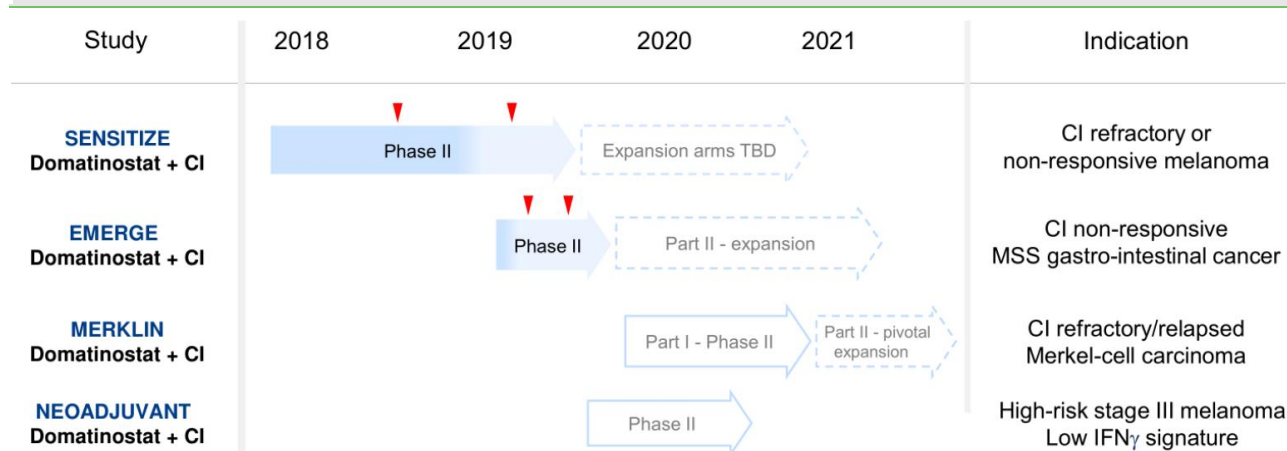 Study 2018 2019 2020 2021 Indication
SENSITIZE
Domatinostat + CI
Phase II
Expansion arms TBD
CI refractory or
non-responsive melanoma
EMERGE
Domatinostat + CI
Phase II
Part II - expansion
CI non-responsive
MSS gastro-intestinal cancer
MERKLIN
Domatinostat + CI
Part I - Phase II
Part II - pivotal
expansion
CI refractory/relapsed
Merkel-cell carcinoma
NEOADJUVANT
Domatinostat + CI
Phase II
High-risk stage III melanoma
Low IFNγ signature